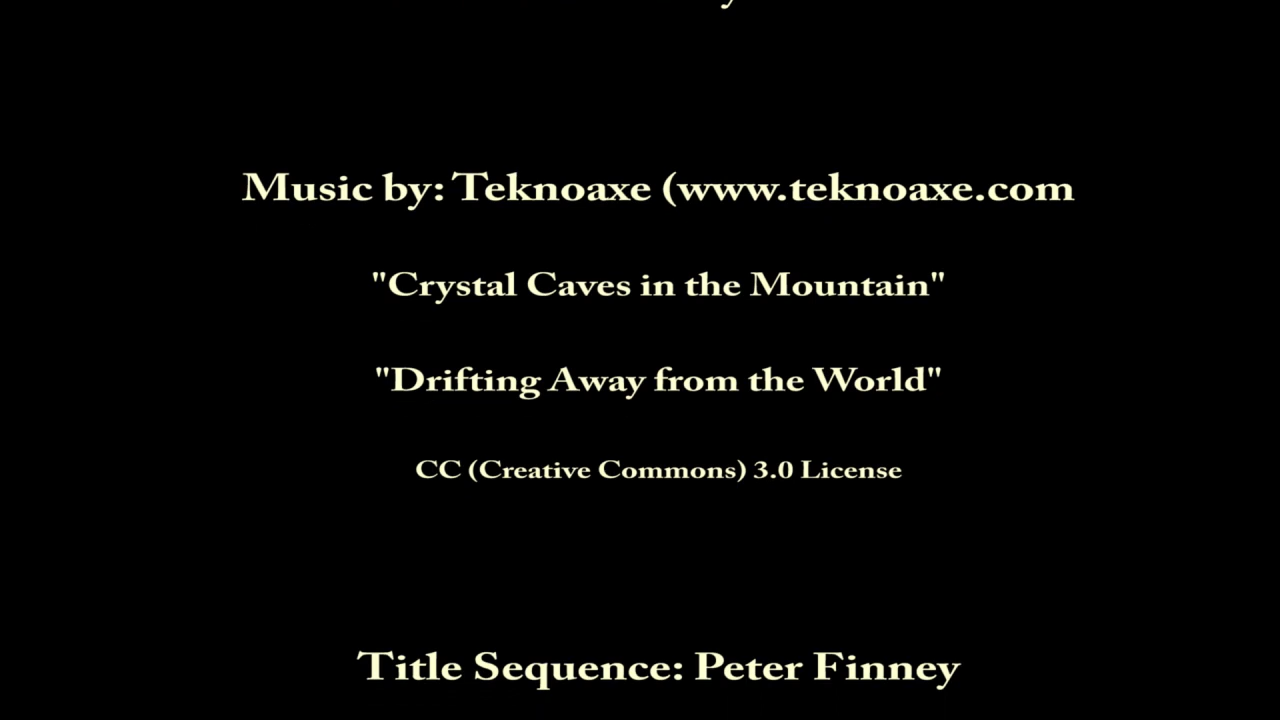 Music by: Teknoaxe (www.teknoaxe.com
"Crystal Caves in the Mountain"
"Drifting Away from the World"
CC (Creative Commons) 3.0 License
Title Sequence: Peter Finney